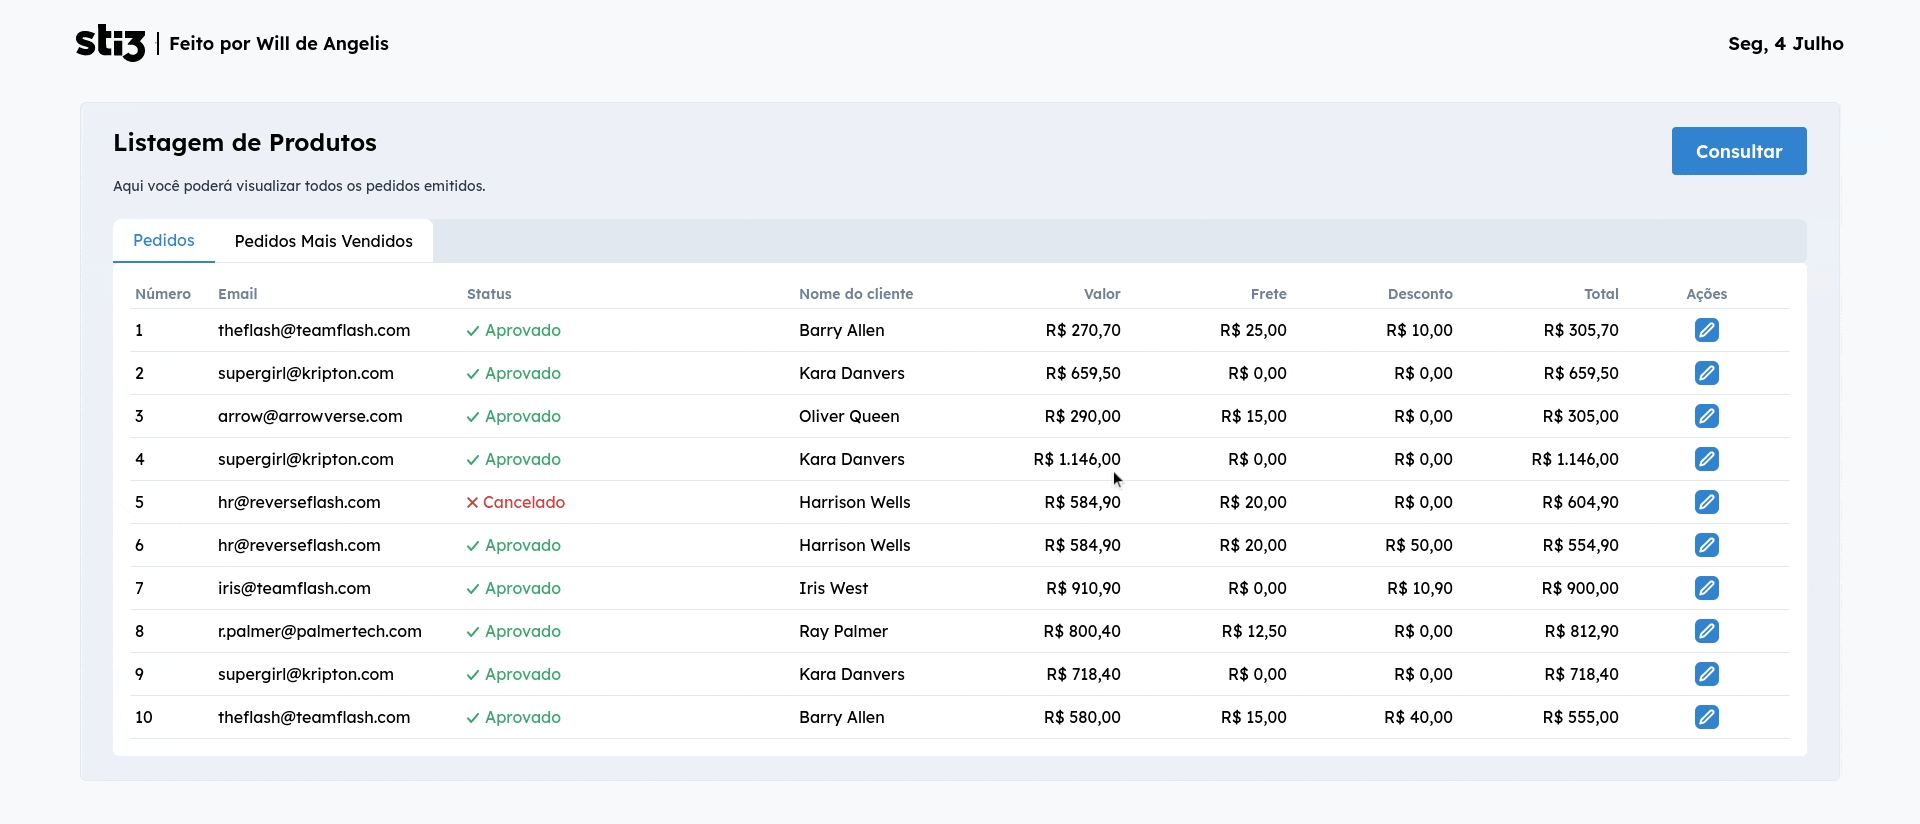 sti3 | Feito por Will de Angelis
Seg, 4 Julho
Listagem de Produtos
Consultar
Aqui você poderá visualizar todos os pedidos emitidos.
Pedidos Pedidos Mais Vendidos
Número Email Status Nome do cliente Valor Frete Desconto Total Ações
1 theflash@teamflash.com Aprovado Barry Allen R$ 270,70 R$ 25,00 R$ 10,00 R$ 305,70
2 supergirl@kripton.com Aprovado Kara Danvers R$ 659,50 R$ 0,00 R$ 0,00 R$ 659,50
3 arrow@arrowverse.com Aprovado Oliver Queen R$ 290,00 R$ 15,00 R$ 0,00 R$ 305,00
4 supergirl@kripton.com Aprovado Kara Danvers R$ 1.146,00 R$ 0,00 R$ 0,00 R$ 1.146,00
5 hr@reverseflash.com Cancelado Harrison Wells R$ 584,90 R$ 20,00 R$ 0,00 R$ 604,90
6 hr@reverseflash.com Aprovado Harrison Wells R$ 584,90 R$ 20,00 R$ 50,00 R$ 554,90
7 iris@teamflash.com Aprovado Iris West R$ 910,90 R$ 0,00 R$ 10,90 R$ 900,00
8 r.palmer@palmertech.com Aprovado Ray Palmer R$ 800,40 R$ 12,50 R$ 0,00 R$ 812,90
9 supergirl@kripton.com Aprovado Kara Danvers R$ 718,40 R$ 0,00 R$ 0,00 R$ 718,40
10 theflash@teamflash.com Aprovado Barry Allen R$ 580,00 R$ 15,00 R$ 40,00 R$ 555,00